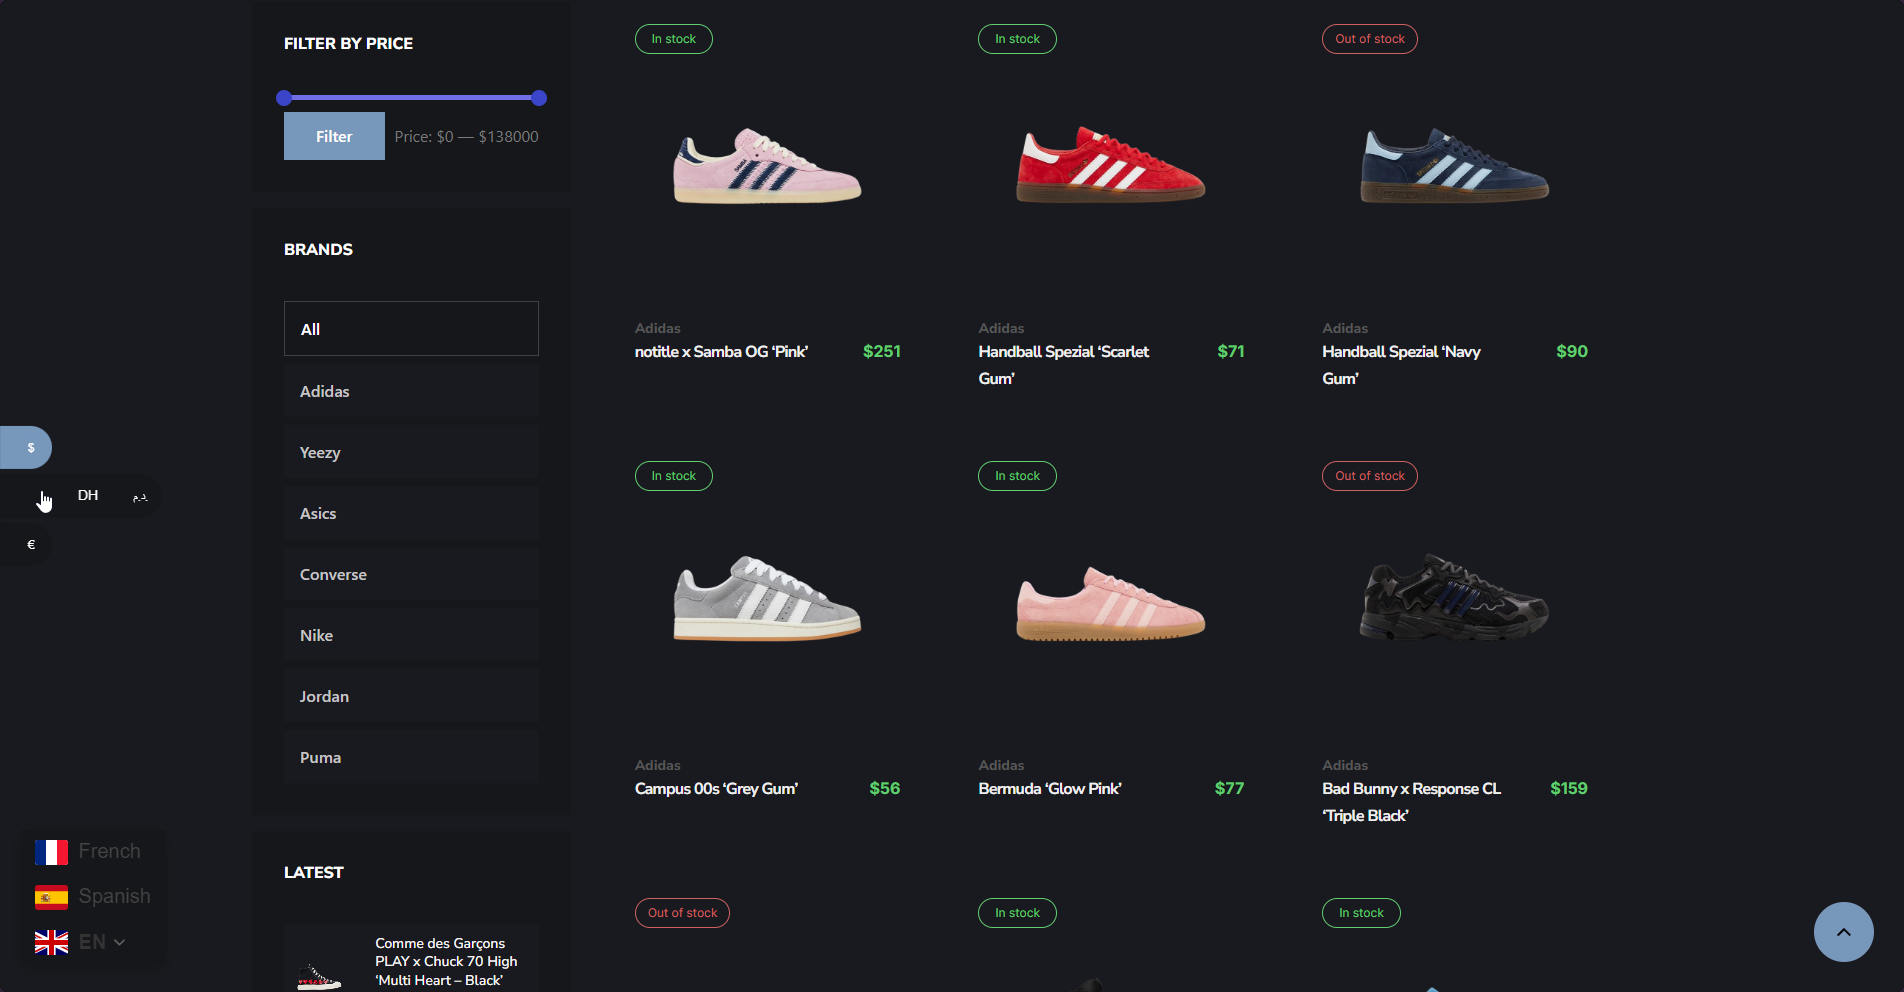 FILTER BY PRICE
Filter
Price: $0 — $138000
BRANDS
All
Adidas
Yeezy
Asics
Converse
Nike
Jordan
Puma
LATEST
Comme des Garçons
PLAY x Chuck 70 High
‘Multi Heart – Black’
In stock
Adidas
notitle x Samba OG ‘Pink’
$251
In stock
Adidas
Handball Spezial ‘Scarlet
Gum’
$71
Out of stock
Adidas
Handball Spezial ‘Navy
Gum’
$90
In stock
Adidas
Campus 00s ‘Grey Gum’
$56
In stock
Adidas
Bermuda ‘Glow Pink’
$77
Out of stock
Adidas
Bad Bunny x Response CL
‘Triple Black’
$159
Out of stock
In stock
In stock
$
DH د.م.
€
French
Spanish
EN